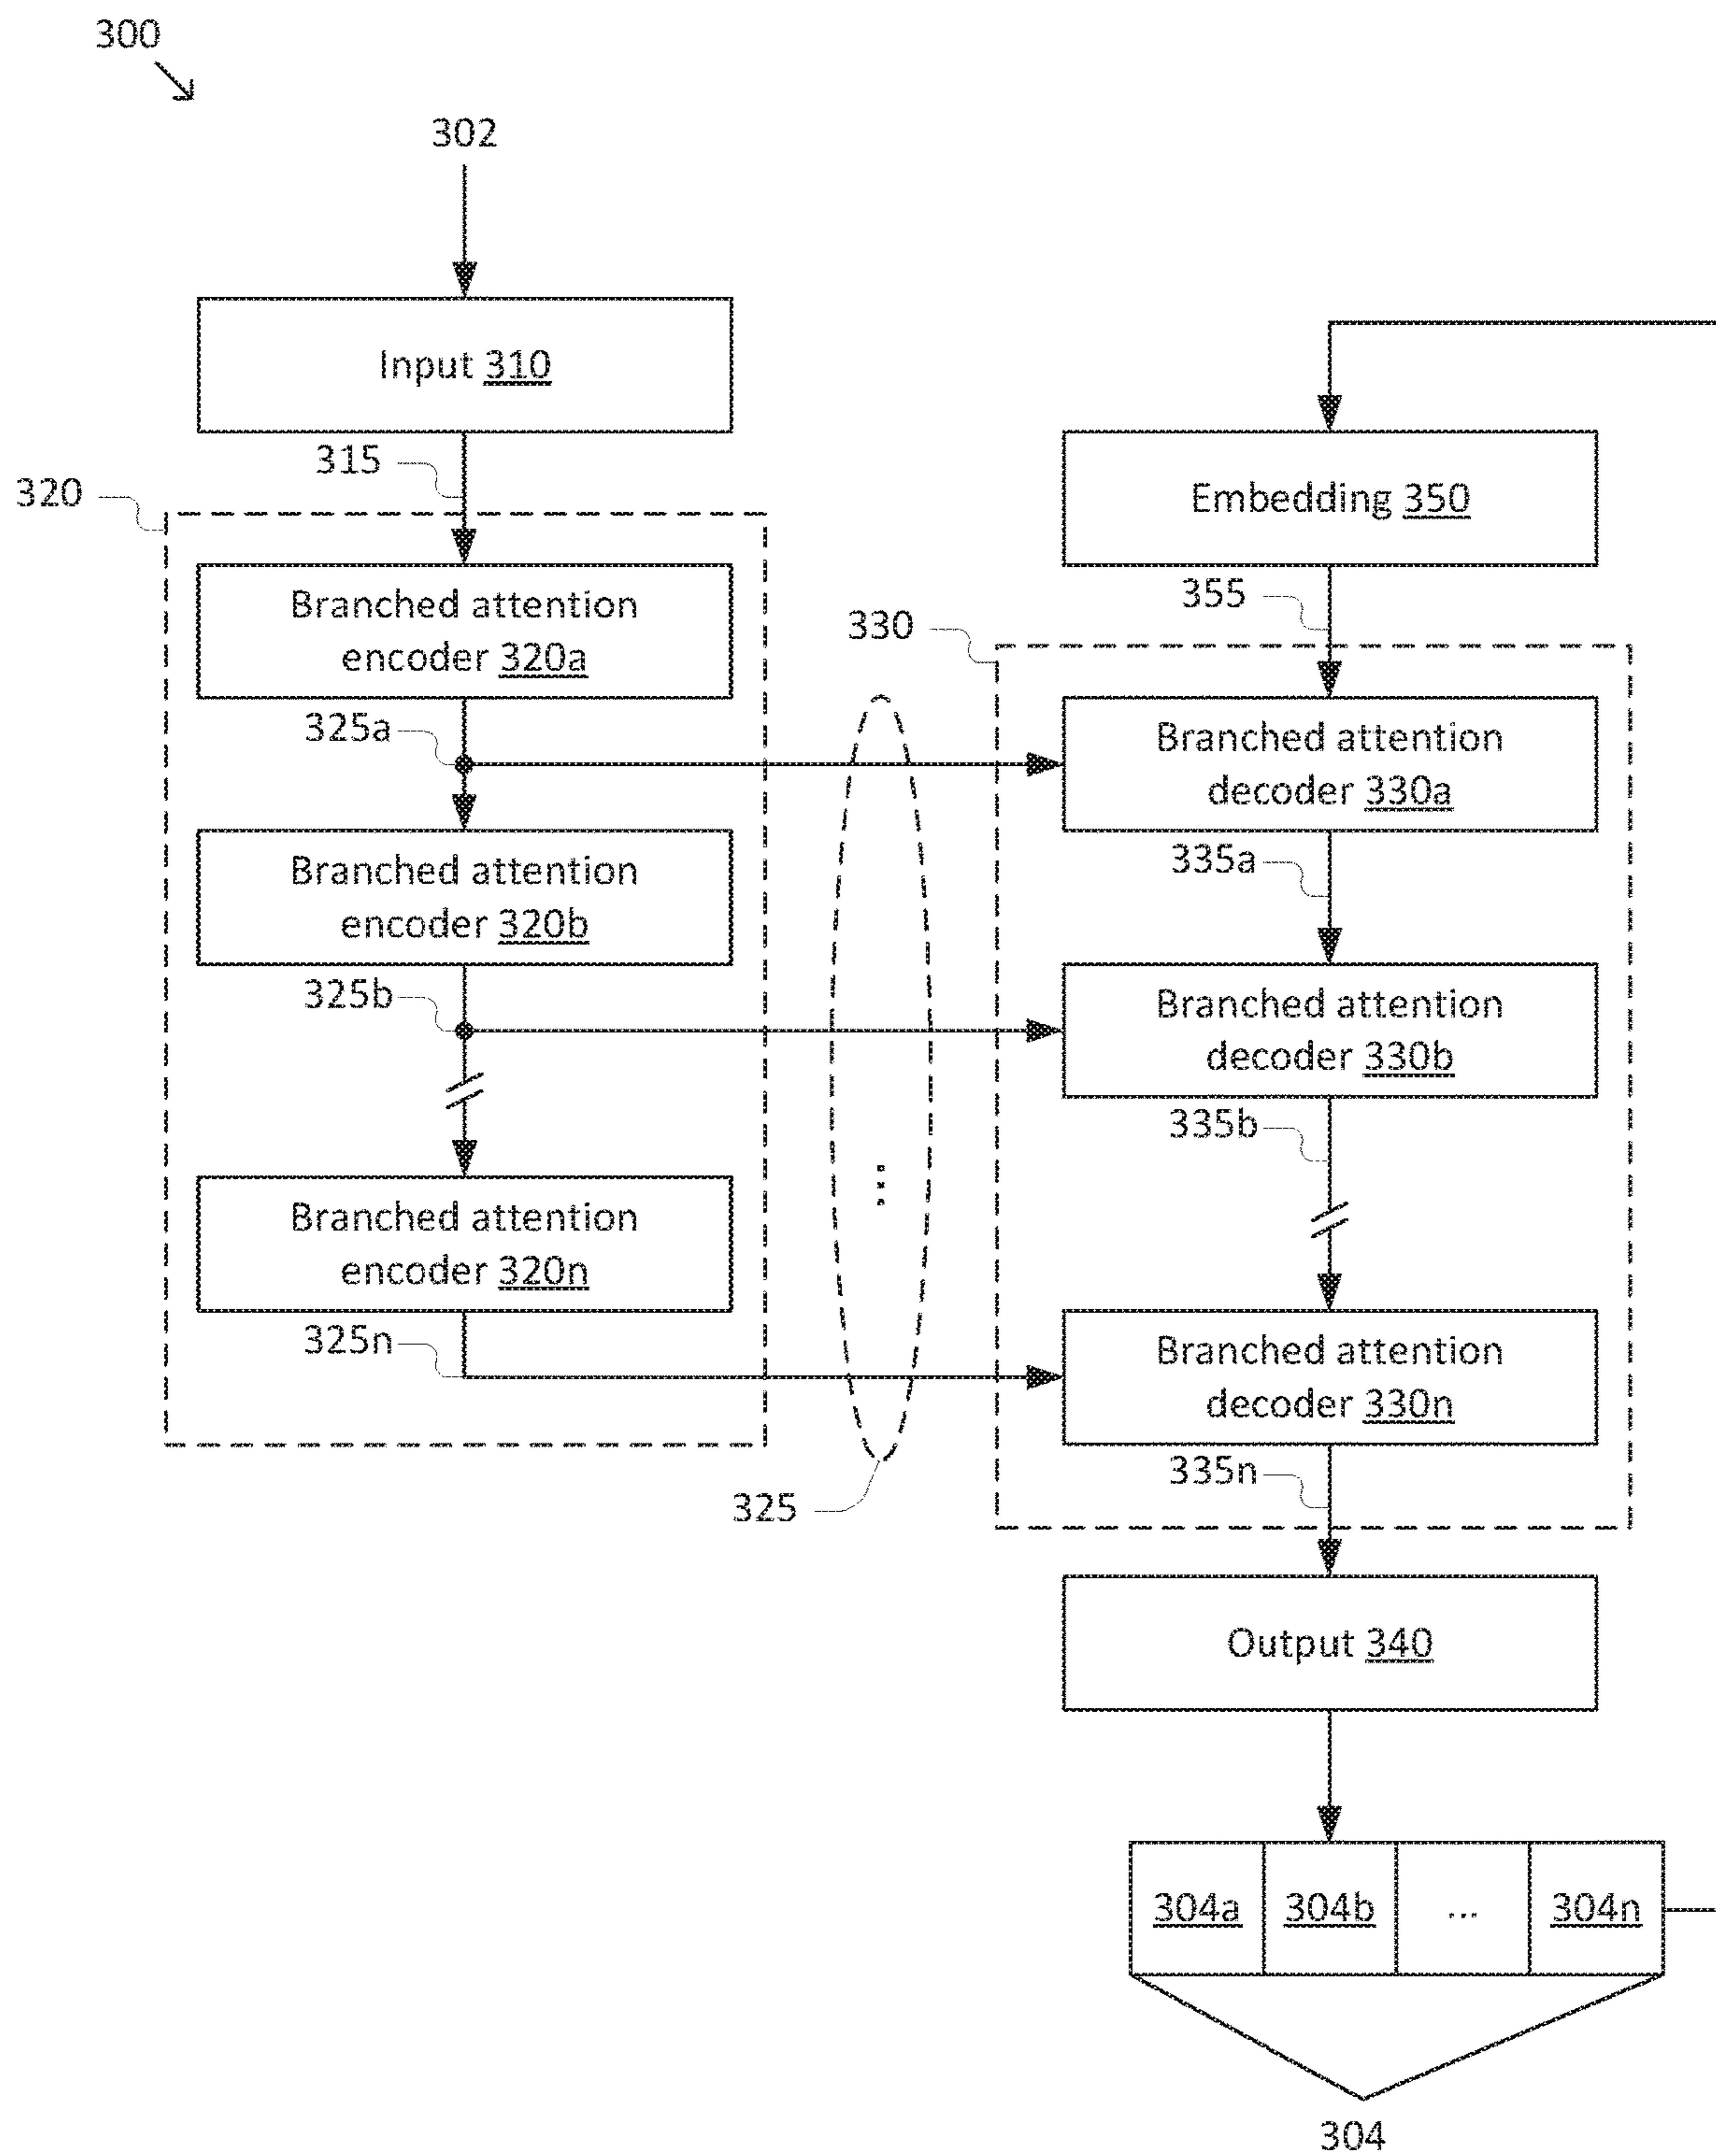 300
302
Input 310
315
320
Branched attention
encoder 320a
325a
Branched attention
encoder 320b
325b
Branched attention
encoder 320n
325n
325
Embedding 350
355
330
Branched attention
decoder 330a
335a
Branched attention
decoder 330b
335b
Branched attention
decoder 330n
335n
Output 340
304a 304b ... 304n
304